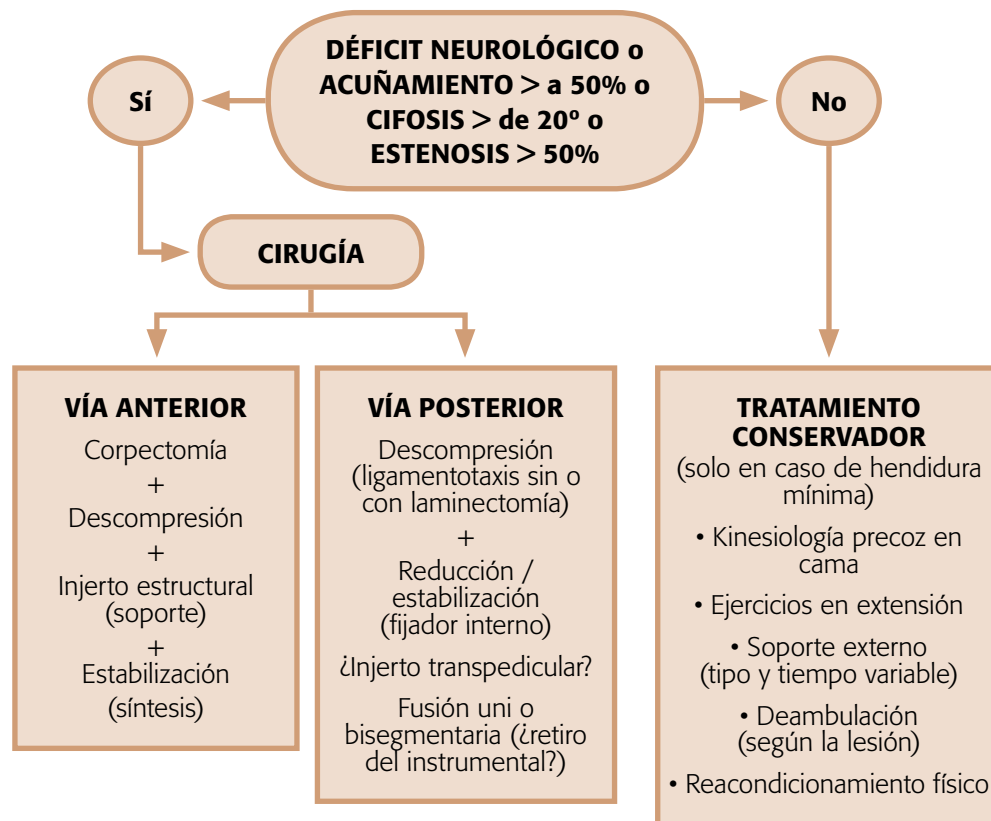 DÉFICIT NEUROLÓGICO o
ACUÑAMIENTO > a 50% o
CIFOSIS > de 20º o
ESTENOSIS > 50%
Sí
No
CIRUGÍA
VÍA ANTERIOR
Corpectomía
+
Descompresión
+
Injerto estructural
(soporte)
+
Estabilización
(síntesis)
VÍA POSTERIOR
Descompresión
(ligamentotaxis sin o
con laminectomía)
+
Reducción /
estabilización
(fijador interno)
¿Injerto transpedicular?
Fusión uni o
bisegmentaria (¿retiro
del instrumental?)
TRATAMIENTO
CONSERVADOR
(solo en caso de hendidura
mínima)
• Kinesiología precoz en
cama
• Ejercicios en extensión
• Soporte externo
(tipo y tiempo variable)
• Deambulación
(según la lesión)
• Reacondicionamiento físico